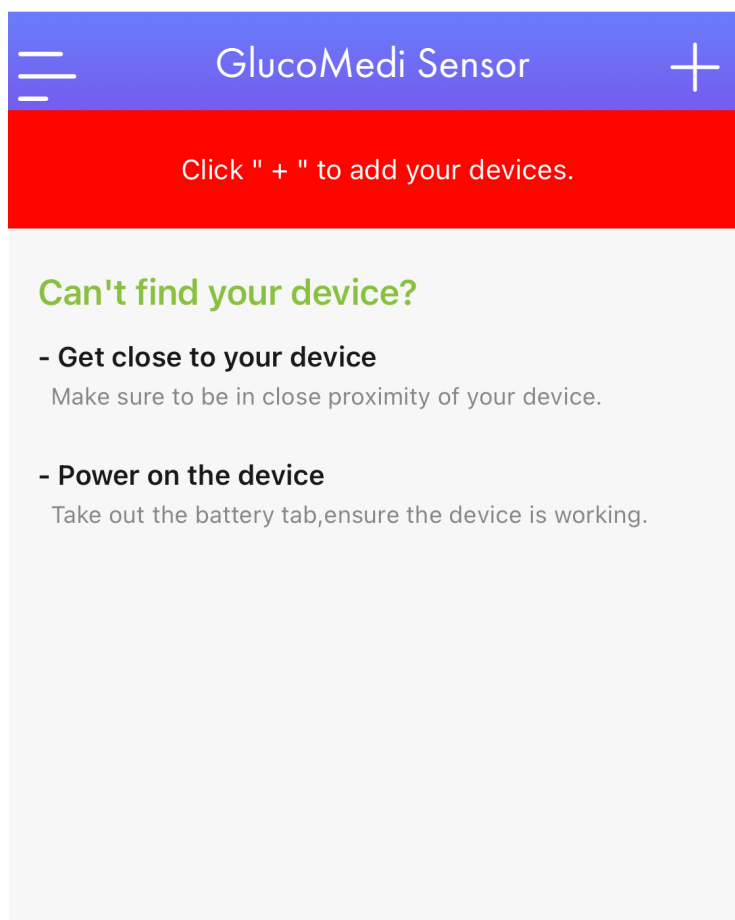 GlucoMedi Sensor
Click " + " to add your devices.
Can't find your device?
- Get close to your device
Make sure to be in close proximity of your device.
- Power on the device
Take out the battery tab,ensure the device is working.